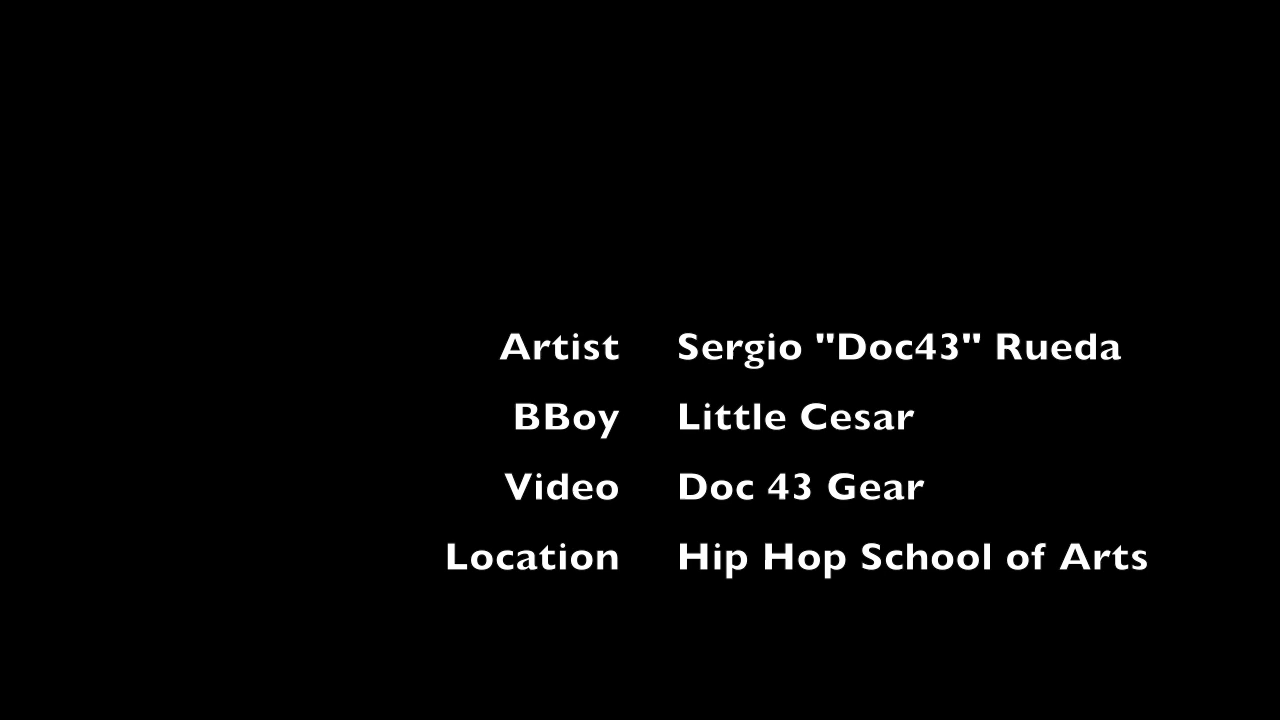 Artist Sergio "Doc43" Rueda
BBoy Little Cesar
Video Doc 43 Gear
Location Hip Hop School of Arts